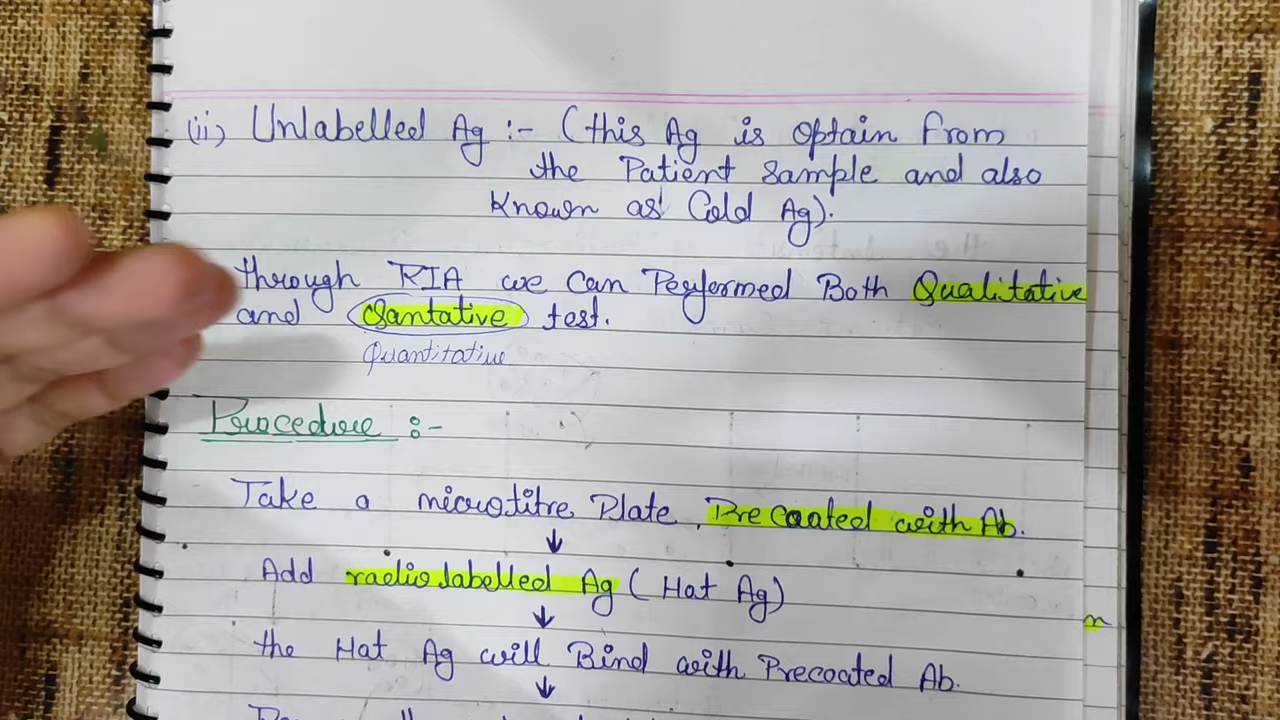 (ii) Unlabelled Ag :- (this Ag is optain from
the Patient sample and also
Known as Cold Ag).
through RIA we can Performed Both Qualitative
and Qantative test.
Quantitative
Procedure :-
Take a microtitre Plate, Precoated with Ab.
↓
Add radio labelled Ag (Hat Ag)
↓
the Hat Ag will Bind with Precoated Ab.
↓